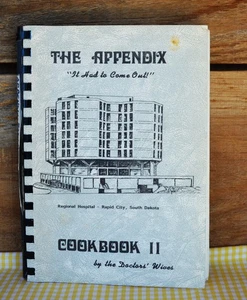 THE APPENDIX
"It Had to Come Out!"
Regional Hospital - Rapid City, South Dakota
COOKBOOK II
by the Doctors' Wives